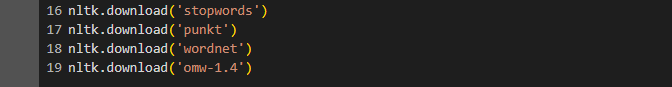 16 nltk.download('stopwords')
17 nltk.download('punkt')
18 nltk.download('wordnet')
19 nltk.download('omw-1.4')